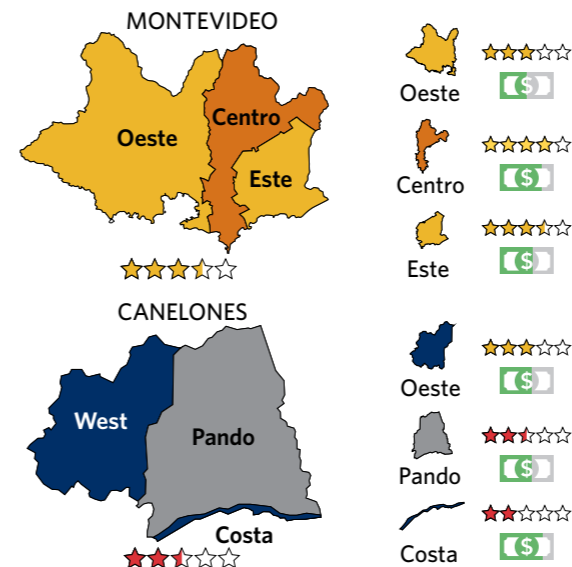 MONTEVIDEO
Oeste
Centro
Este
Oeste
$
Centro
$
Este
$
CANELONES
West
Pando
Costa
Oeste
$
Pando
$
Costa
$